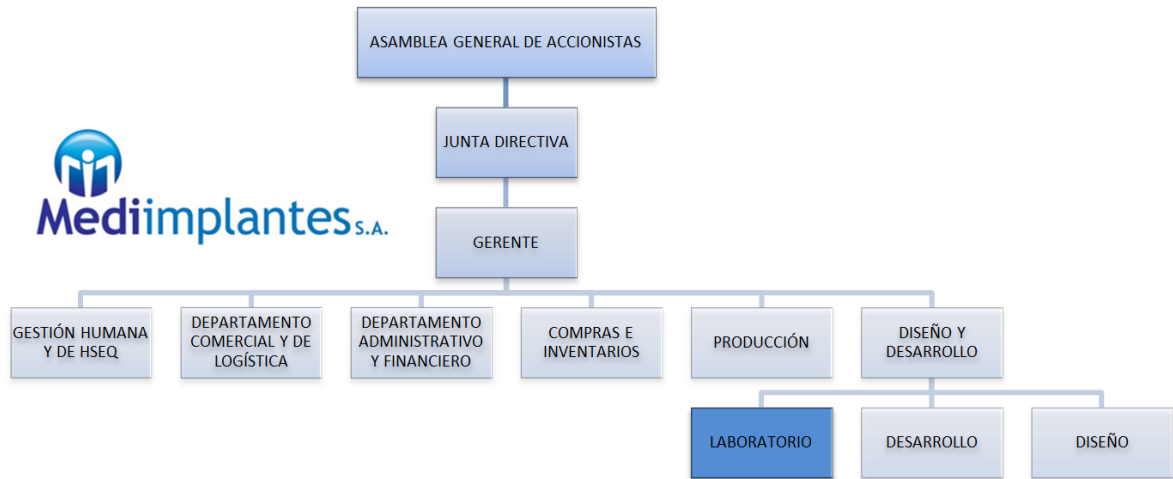 ASAMBLEA GENERAL DE ACCIONISTAS
JUNTA DIRECTIVA
Mediimplantes S.A.
GERENTE
GESTIÓN HUMANA
Y DE HSEQ
DEPARTAMENTO
COMERCIAL Y DE
LOGÍSTICA
DEPARTAMENTO
ADMINISTRATIVO
Y FINANCIERO
COMPRAS E
INVENTARIOS
PRODUCCIÓN
DISEÑO Y
DESARROLLO
LABORATORIO
DESARROLLO
DISEÑO